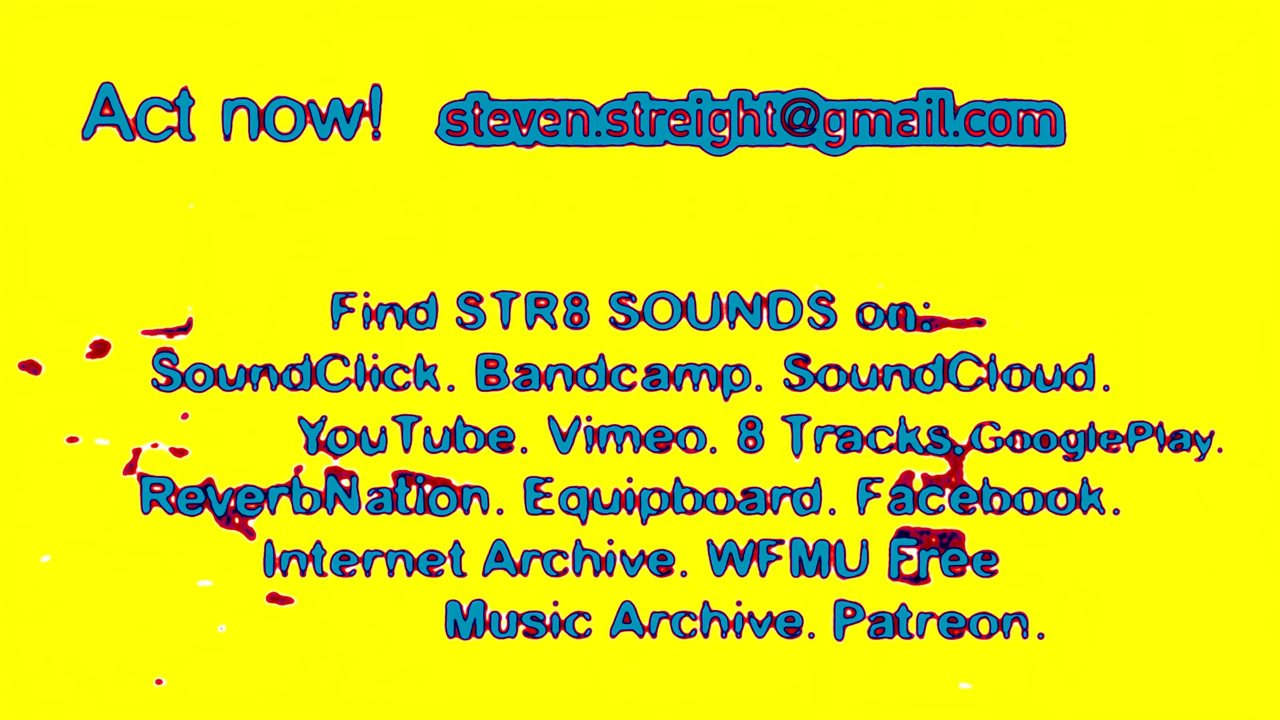 Act now! steven.streight@gmail.com
Find STR8 SOUNDS on:
SoundClick. Bandcamp. SoundCloud.
YouTube. Vimeo. 8 Tracks. GooglePlay.
ReverbNation. Equipboard. Facebook.
Internet Archive. WFMU Free
Music Archive. Patreon.